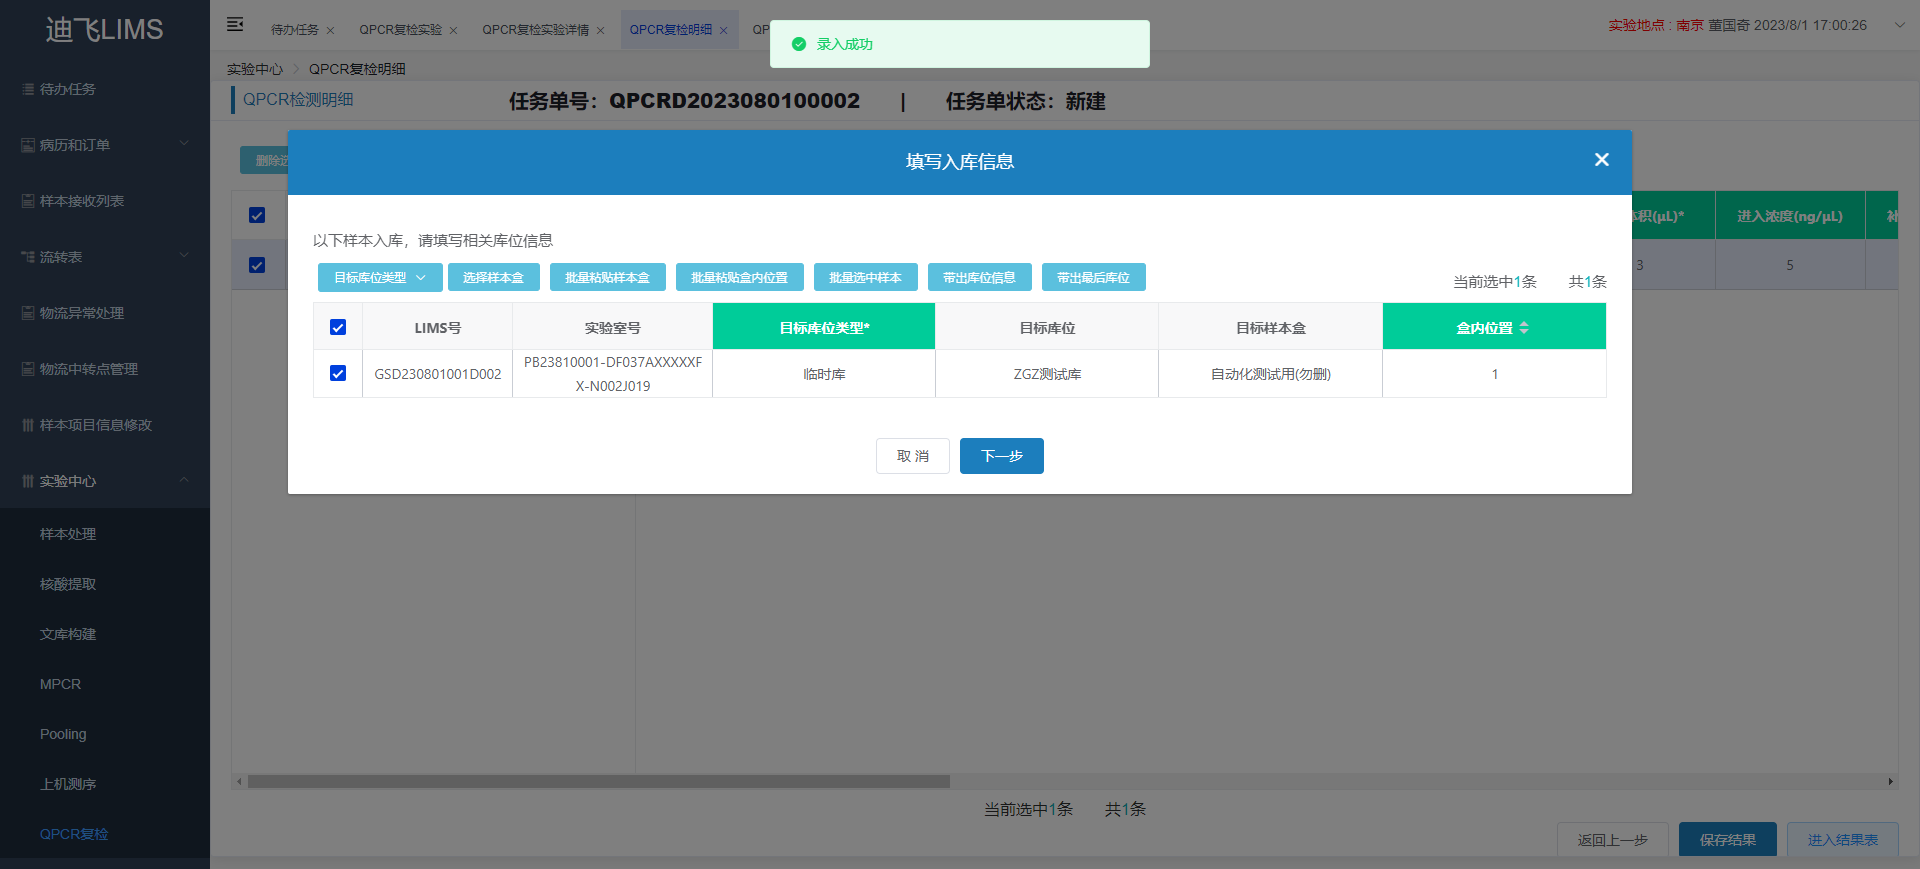 迪飞LIMS
待办任务
QPCR复检实验
QPCR复检实验详情
QPCR复检明细
录入成功
实验地点 : 南京 董国奇 2023/8/1 17:00:26
实验中心 > QPCR复检明细
QPCR检测明细
任务单号：QPCRD2023080100002 | 任务单状态：新建
待办任务
病历和订单
样本接收列表
流转表
物流异常处理
物流中转点管理
样本项目信息修改
实验中心
样本处理
核酸提取
文库构建
MPCR
Pooling
上机测序
QPCR复检
填写入库信息
以下样本入库，请填写相关库位信息
目标库位类型 选择样本盒 批量粘贴样本盒 批量粘贴盒内位置 批量选中样本 带出库位信息 带出最后库位
当前选中1条 共1条
LIMS号 实验室号 目标库位类型* 目标库位 目标样本盒 盒内位置
GSD230801001D002 PB23810001-DF037AXXXXXF
X-N002J019 临时库 ZGZ测试库 自动化测试用(勿删) 1
取 消 下一步
删除
(μL)* 进入浓度(ng/μL)
3 5
当前选中1条 共1条
返回上一步 保存结果 进入结果表